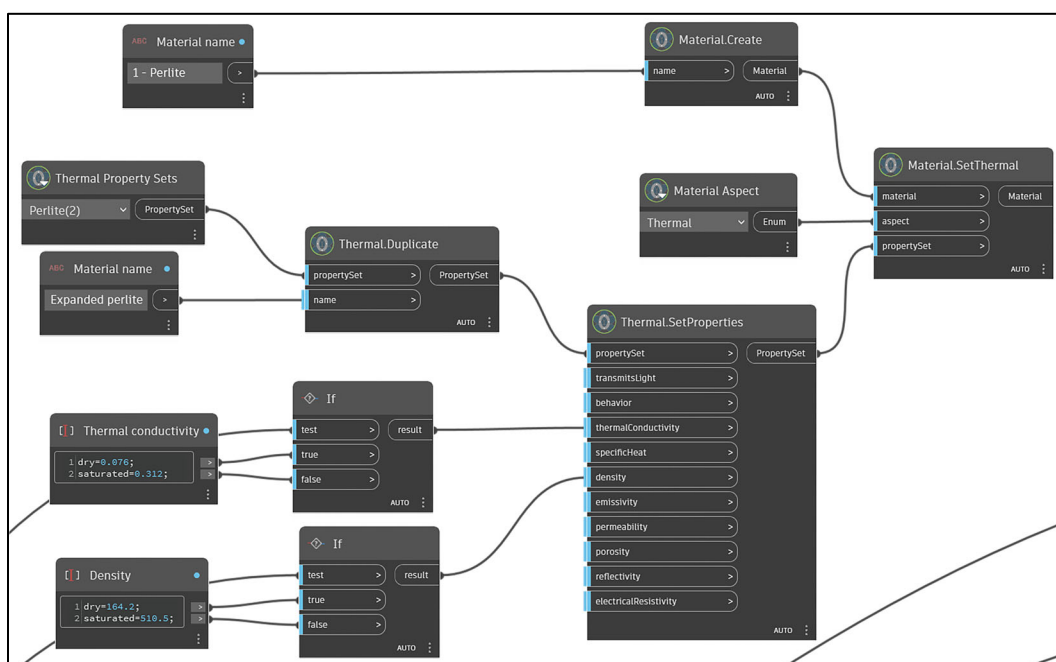 ABC Material name
1 - Perlite >
Material.Create
name > Material
AUTO
Thermal Property Sets
Perlite(2) PropertySet
ABC Material name
Expanded perlite >
Thermal.Duplicate
propertySet > PropertySet
name >
AUTO
Material Aspect
Thermal Enum
Material.SetThermal
material > Material
aspect >
propertySet >
AUTO
Thermal.SetProperties
propertySet > PropertySet
transmitsLight >
behavior >
thermalConductivity >
specificHeat >
density >
emissivity >
permeability >
porosity >
reflectivity >
electricalResistivity >
AUTO
[[] Thermal conductivity
1 dry=0.076; >
2 saturated=0.312; >
? If
test > result
true >
false >
AUTO
[[] Density
1 dry=164.2; >
2 saturated=510.5; >
? If
test > result
true >
false >
AUTO